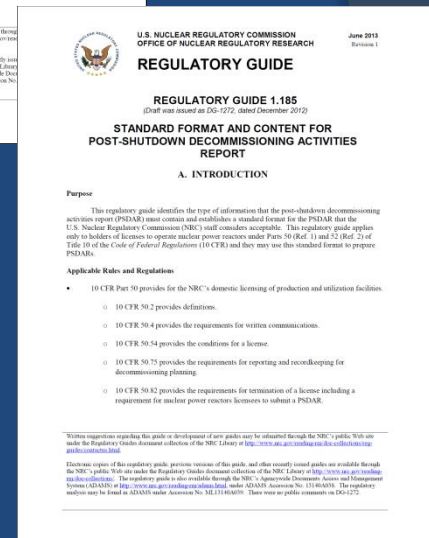 U.S. NUCLEAR REGULATORY COMMISSION
OFFICE OF NUCLEAR REGULATORY RESEARCH
June 2013
Revision 1
REGULATORY GUIDE
REGULATORY GUIDE 1.185
(Draft was issued as DG-1272, dated December 2012)
STANDARD FORMAT AND CONTENT FOR
POST-SHUTDOWN DECOMMISSIONING ACTIVITIES
REPORT
A. INTRODUCTION
Purpose
This regulatory guide identifies the type of information that the post-shutdown decommissioning
activities report (PSDAR) must contain and establishes a standard format for the PSDAR that the
U.S. Nuclear Regulatory Commission (NRC) staff considers acceptable. This regulatory guide applies
only to holders of licenses to operate nuclear power reactors under Parts 50 (Ref. 1) and 52 (Ref. 2) of
Title 10 of the Code of Federal Regulations (10 CFR) and they may use this standard format to prepare
PSDARs.
Applicable Rules and Regulations
• 10 CFR Part 50 provides for the NRC's domestic licensing of production and utilization facilities.
o 10 CFR 50.2 provides definitions.
o 10 CFR 50.4 provides the requirements for written communications.
o 10 CFR 50.54 provides the conditions for a license.
o 10 CFR 50.75 provides the requirements for reporting and recordkeeping for
decommissioning planning.
o 10 CFR 50.82 provides the requirements for termination of a license including a
requirement for nuclear power reactors licensees to submit a PSDAR.
Written suggestions regarding this guide or development of new guides may be submitted through the NRC's public Web site
under the Regulatory Guides document collection of the NRC Library at http://www.nrc.gov/reading-rm/doc-collections/reg-
guides/contactus.html.
Electronic copies of this regulatory guide, previous versions of this guide, and other recently issued guides are available through
the NRC's public Web site under the Regulatory Guides document collection of the NRC Library at http://www.nrc.gov/reading-
rm/doc-collections/. The regulatory guide is also available through the NRC's Agencywide Documents Access and Management
System (ADAMS) at http://www.nrc.gov/reading-rm/adams.html, under ADAMS Accession No. 13140A038. The regulatory
analysis may be found in ADAMS under Accession No. ML13140A039. There were no public comments on DG-1272.